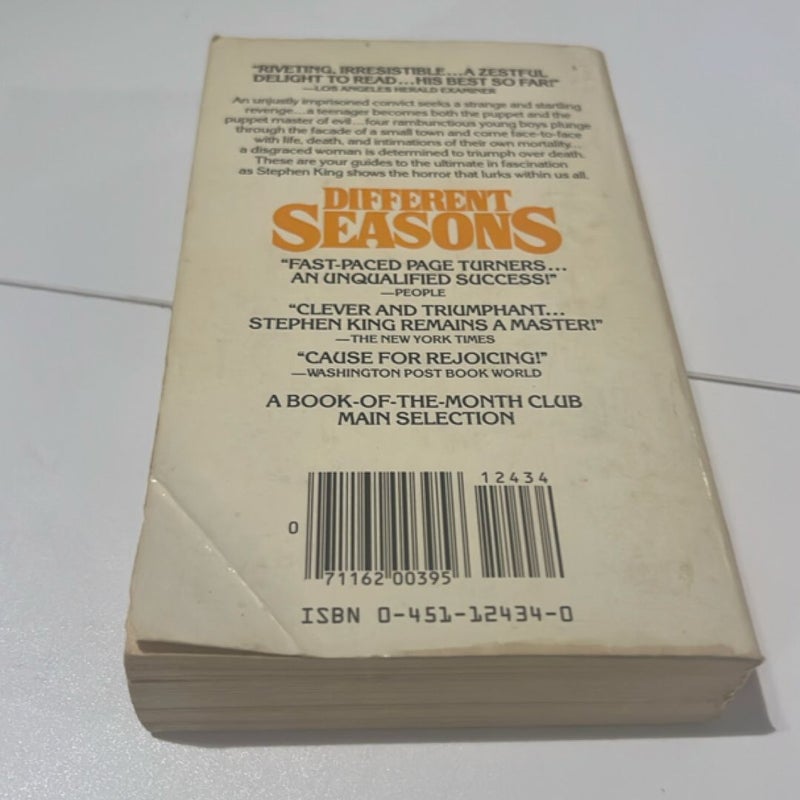 "RIVETING, IRRESISTIBLE...A ZESTFUL
DELIGHT TO READ...HIS BEST SO FAR!"
—LOS ANGELES HERALD EXAMINER
An unjustly imprisoned convict seeks a strange and startling
revenge...a teenager becomes both the puppet and the
puppet master of evil...four rambunctious young boys plunge
through the facade of a small town and come face-to-face
with life, death, and intimations of their own mortality...
a disgraced woman is determined to triumph over death.
These are your guides to the ultimate in fascination
as Stephen King shows the horror that lurks within us all.
DIFFERENT
SEASONS
"FAST-PACED PAGE TURNERS...
AN UNQUALIFIED SUCCESS!"
—PEOPLE
"CLEVER AND TRIUMPHANT...
STEPHEN KING REMAINS A MASTER!"
—THE NEW YORK TIMES
"CAUSE FOR REJOICING!"
—WASHINGTON POST BOOK WORLD
A BOOK-OF-THE-MONTH CLUB
MAIN SELECTION
12434
0
71162 00395
ISBN 0-451-12434-0